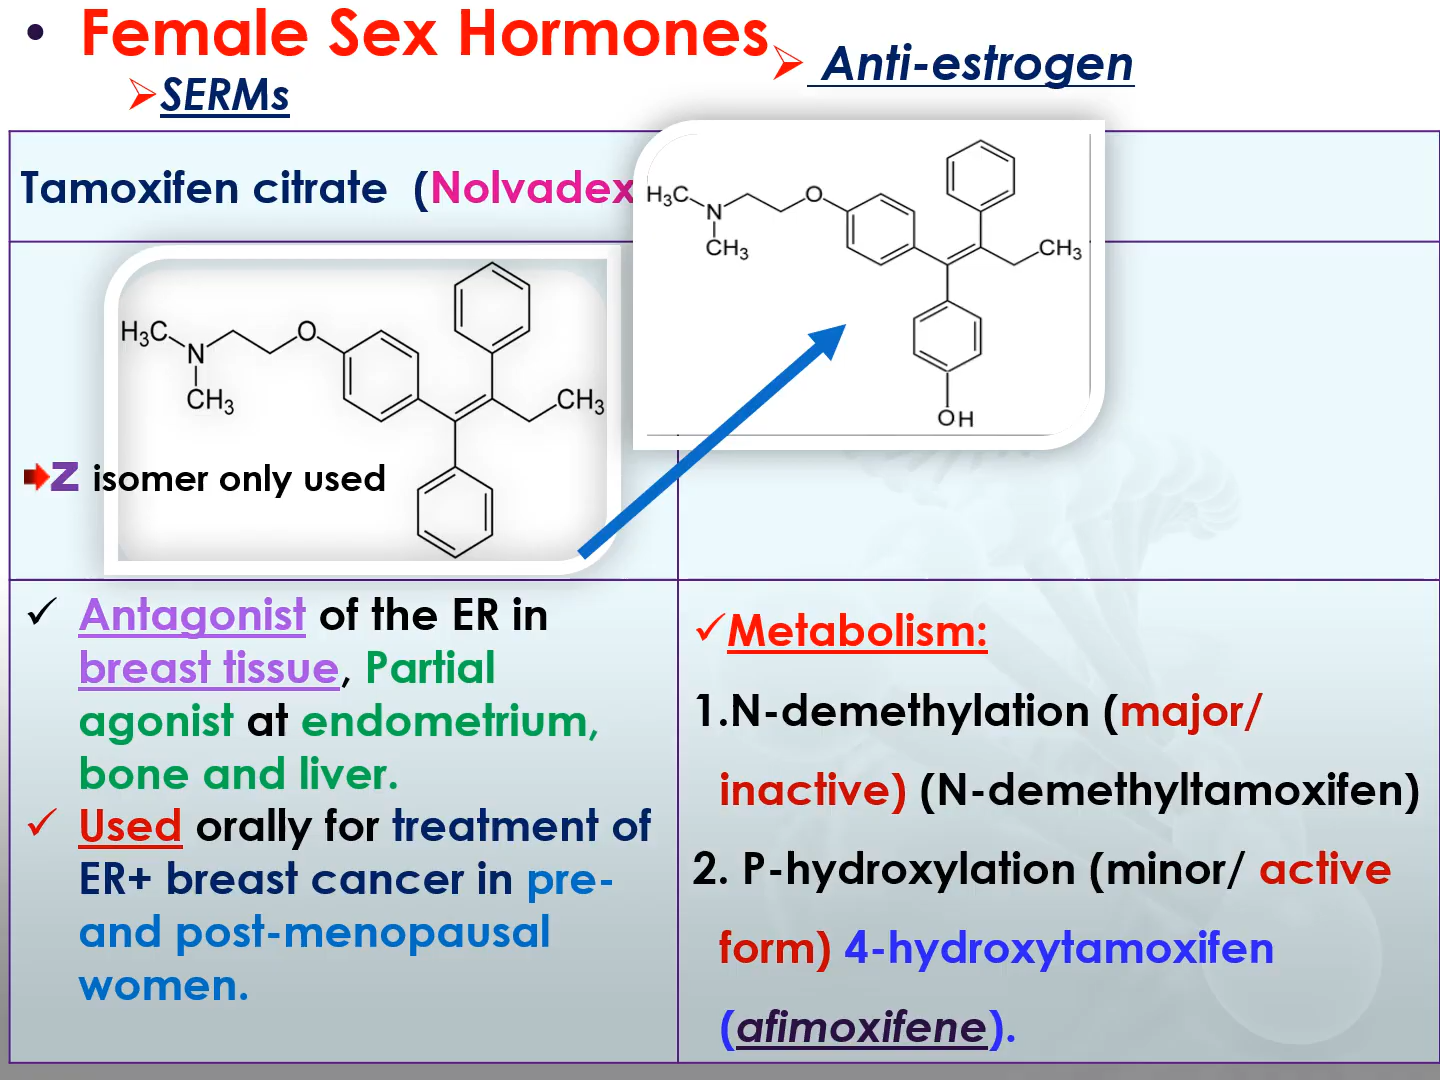 • Female Sex Hormones
➢ Anti-estrogen
➢SERMs
Tamoxifen citrate (Nolvadex
H₃C
N
CH₃
O
CH₃
OH
H₃C
N
CH₃
O
CH₃
Z isomer only used
✓ Antagonist of the ER in
breast tissue, Partial
agonist at endometrium,
bone and liver.
✓ Used orally for treatment of
ER+ breast cancer in pre-
and post-menopausal
women.
✓Metabolism:
1.N-demethylation (major/
inactive) (N-demethyltamoxifen)
2. P-hydroxylation (minor/ active
form) 4-hydroxytamoxifen
(afimoxifene).